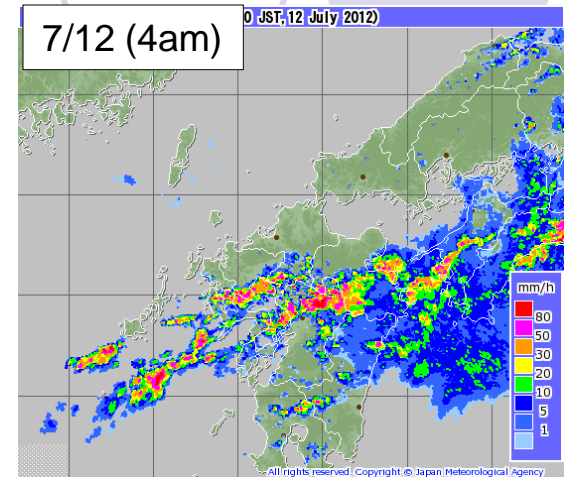 7/12 (4am)
0 JST, 12 July 2012)
mm/h
80
50
30
20
10
5
1
All rights reserved. Copyright © Japan Meteorological Agency